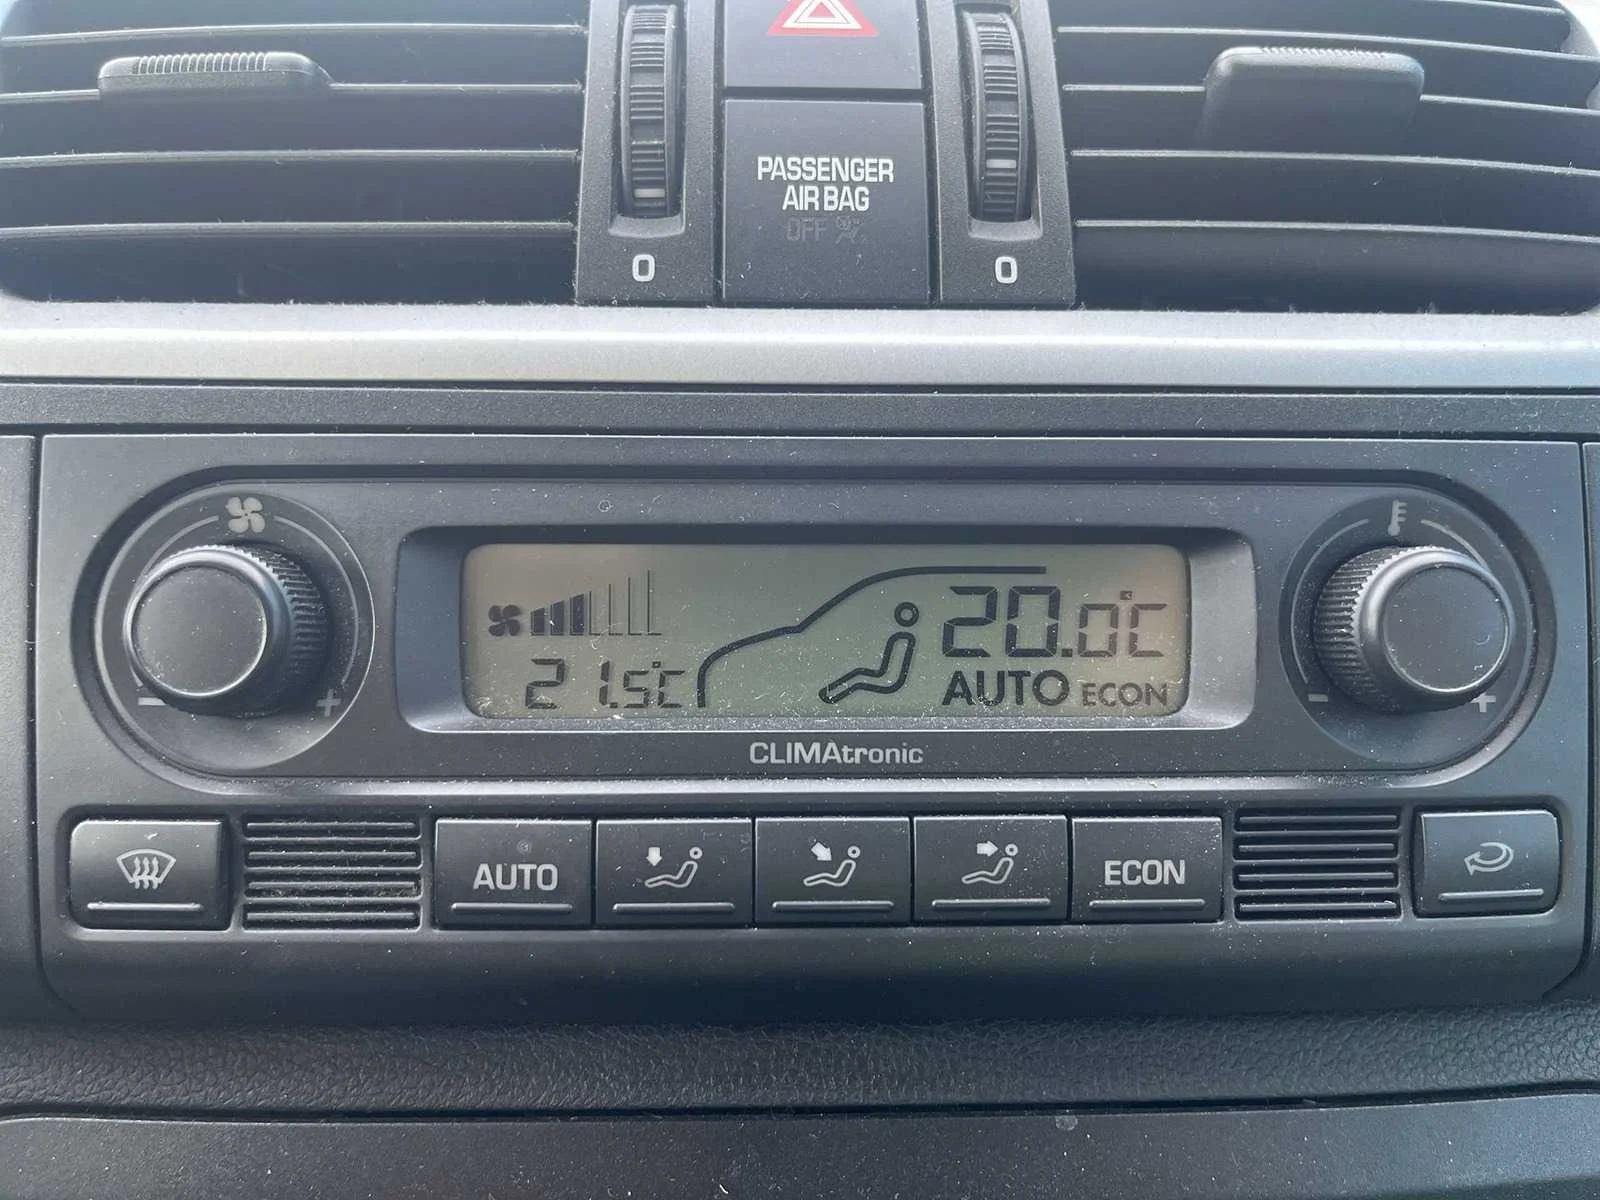 PASSENGER
AIR BAG
OFF
0
0
20.0°C
21.5°C
AUTO ECON
CLIMAtronic
- +
- +
AUTO
ECON